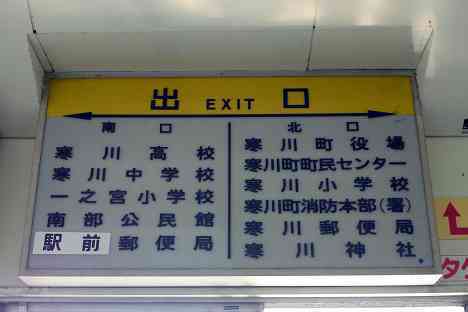 出 EXIT 口
南口
寒川高校
寒川中学校
一之宮小学校
南部公民館
駅前郵便局
北口
寒川町役場
寒川町町民センター
寒川小学校
寒川町消防本部(署)
寒川郵便局
寒川神社
タク